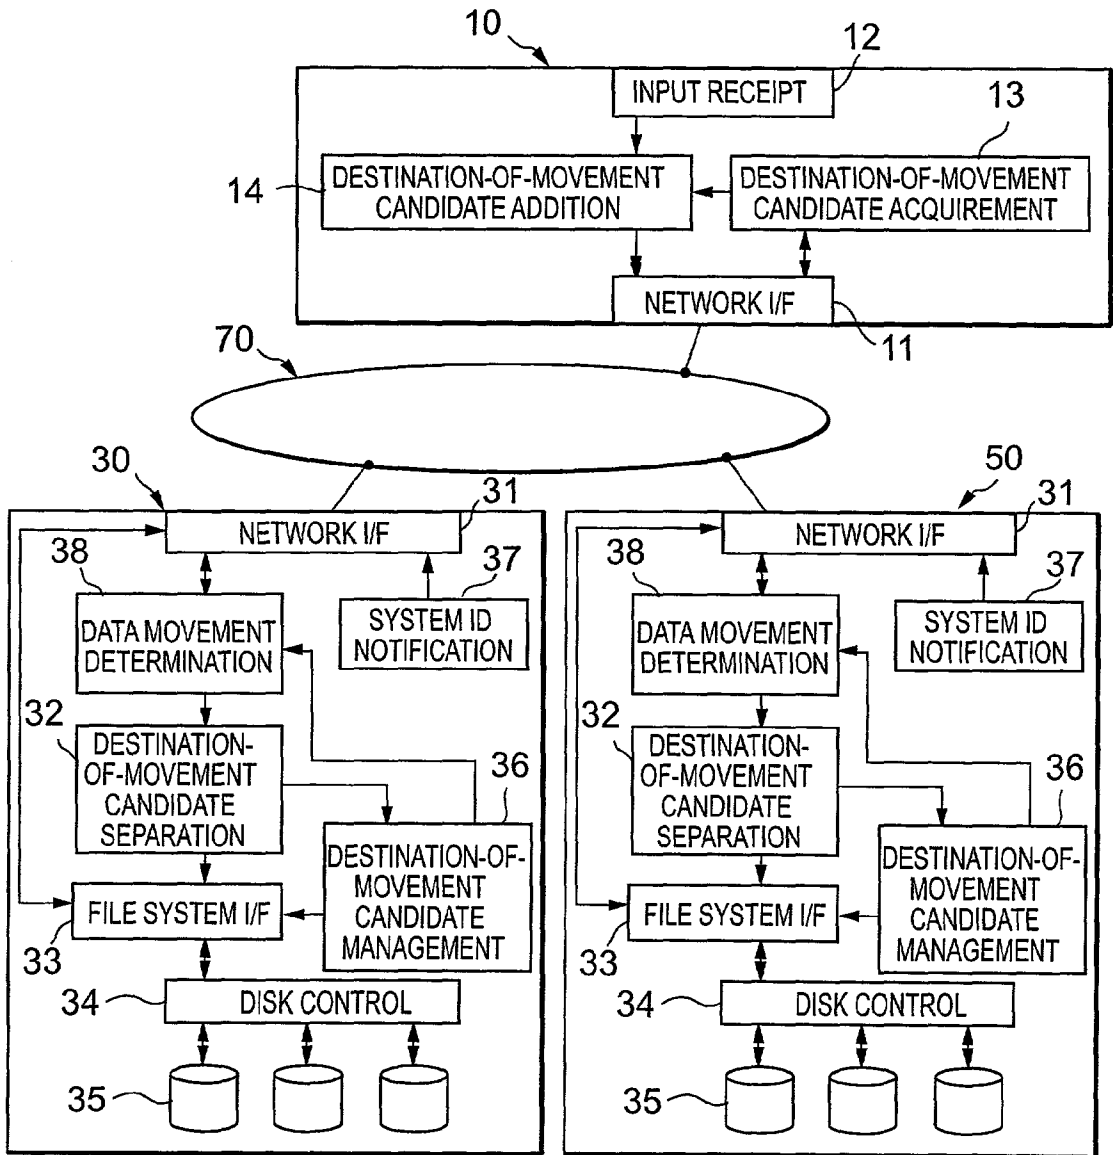 10
12
INPUT RECEIPT
13
14
DESTINATION-OF-MOVEMENT
CANDIDATE ADDITION
DESTINATION-OF-MOVEMENT
CANDIDATE ACQUIREMENT
NETWORK I/F
11
70
30
31
NETWORK I/F
38
37
DATA MOVEMENT
DETERMINATION
SYSTEM ID
NOTIFICATION
32
DESTINATION-
OF-MOVEMENT
CANDIDATE
SEPARATION
36
DESTINATION-OF-
MOVEMENT
CANDIDATE
MANAGEMENT
FILE SYSTEM I/F
33
34
DISK CONTROL
35
50
31
NETWORK I/F
38
37
DATA MOVEMENT
DETERMINATION
SYSTEM ID
NOTIFICATION
32
DESTINATION-
OF-MOVEMENT
CANDIDATE
SEPARATION
36
DESTINATION-OF-
MOVEMENT
CANDIDATE
MANAGEMENT
FILE SYSTEM I/F
33
34
DISK CONTROL
35